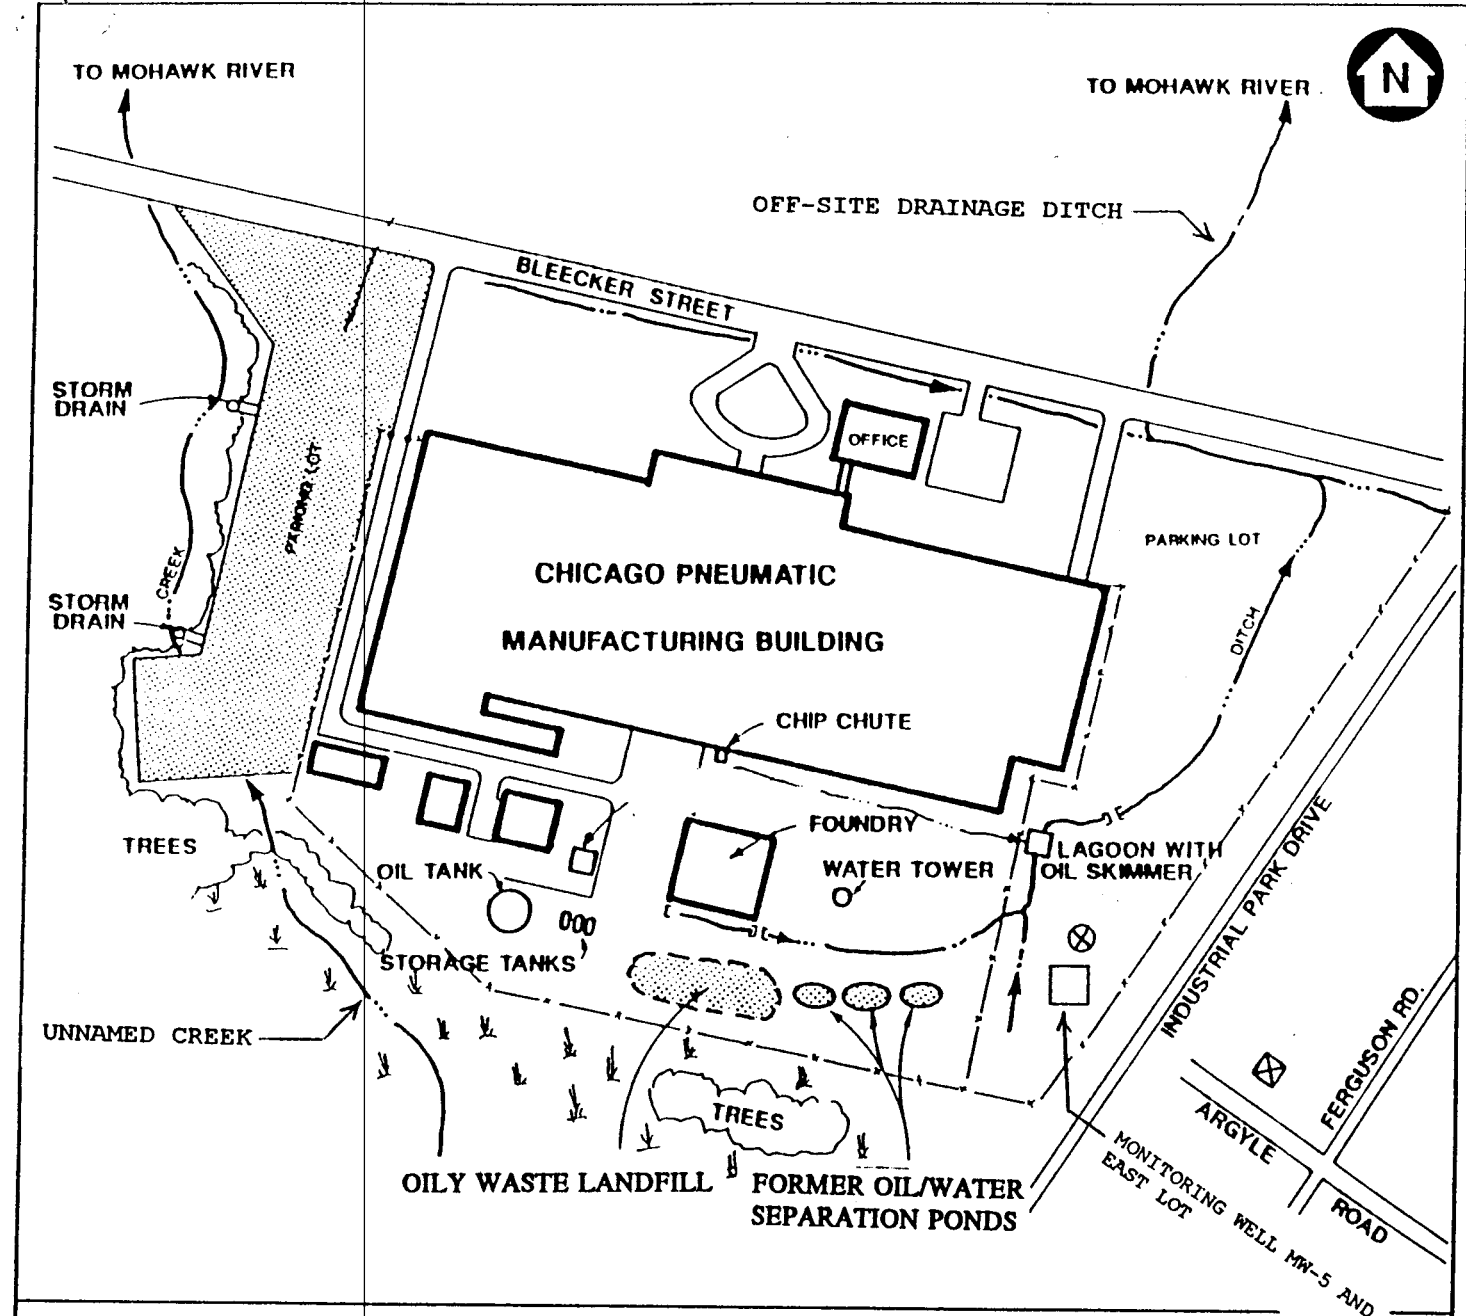 TO MOHAWK RIVER
TO MOHAWK RIVER
N
OFF-SITE DRAINAGE DITCH
BLEECKER STREET
STORM
DRAIN
OFFICE
PARKING LOT
PARKING LOT
CREEK
CHICAGO PNEUMATIC
MANUFACTURING BUILDING
STORM
DRAIN
DITCH
CHIP CHUTE
TREES
FOUNDRY
OIL TANK
WATER TOWER
LAGOON WITH
OIL SKIMMER
INDUSTRIAL PARK DRIVE
STORAGE TANKS
UNNAMED CREEK
FERGUSON RD.
TREES
ARGYLE
ROAD
MONITORING WELL MW-5 AND
EAST LOT
OILY WASTE LANDFILL
FORMER OIL/WATER
SEPARATION PONDS